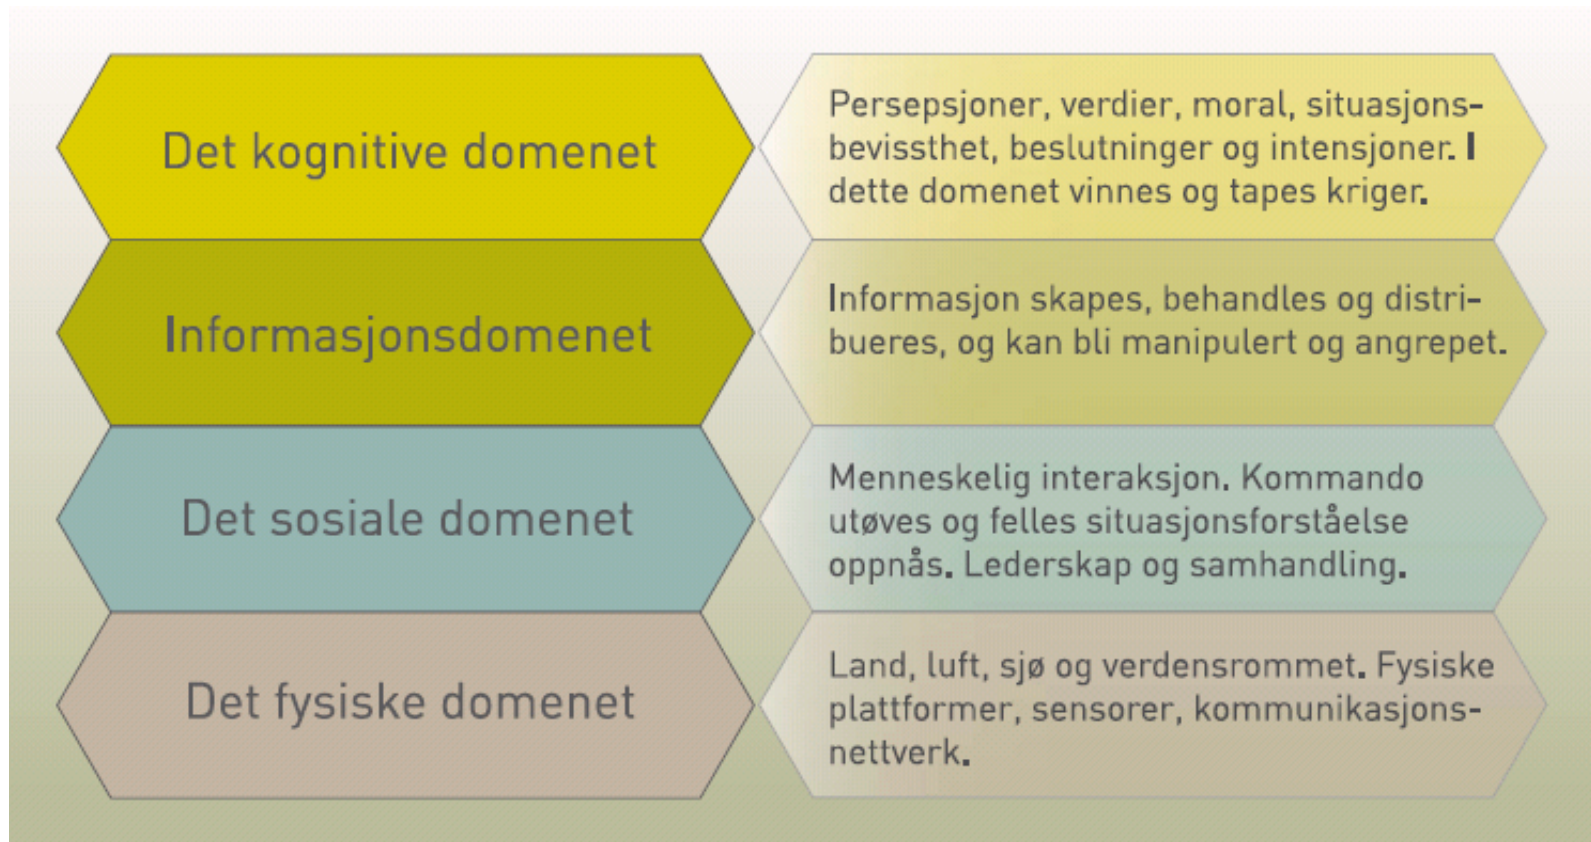 Det kognitive domenet
Persepsjoner, verdier, moral, situasjons-
bevissthet, beslutninger og intensjoner. I
dette domenet vinnes og tapes kriger.
Informasjonsdomenet
Informasjon skapes, behandles og distri-
bueres, og kan bli manipulert og angrepet.
Det sosiale domenet
Menneskelig interaksjon. Kommando
utøves og felles situasjonsforståelse
oppnås. Lederskap og samhandling.
Det fysiske domenet
Land, luft, sjø og verdensrommet. Fysiske
plattformer, sensorer, kommunikasjons-
nettverk.